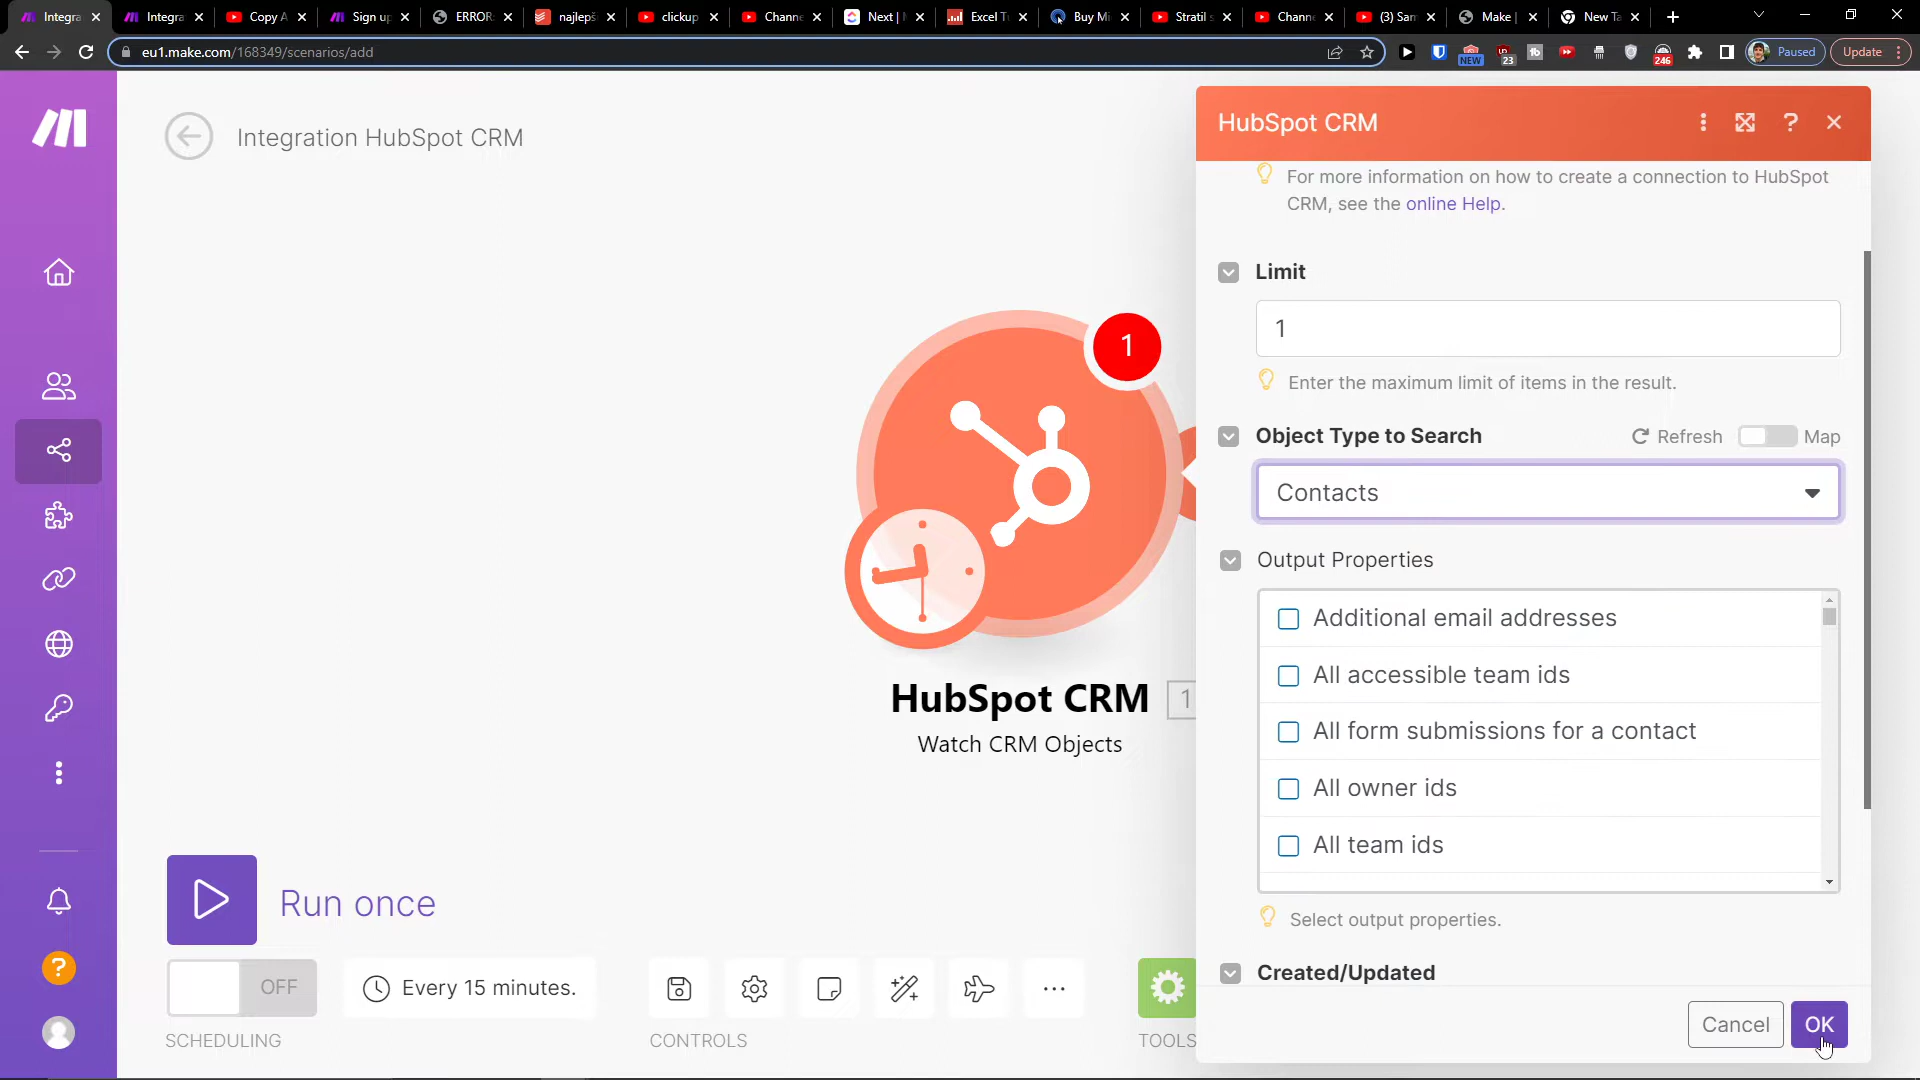 Integra
Integra
Copy A
Sign up
ERROR
najlepš
clickup
Channe
Next |
Excel T
Buy Mi
Stratil s
Chann
(3) Sam
Make |
New Ta
eu1.make.com/168349/scenarios/add
NEW
23
246
Paused
Update
Integration HubSpot CRM
1
HubSpot CRM
1
Watch CRM Objects
Run once
OFF
Every 15 minutes.
SCHEDULING
CONTROLS
TOOLS
?
HubSpot CRM
?
For more information on how to create a connection to HubSpot
CRM, see the online Help.
Limit
1
Enter the maximum limit of items in the result.
Object Type to Search
Refresh
Map
Contacts
Output Properties
Additional email addresses
All accessible team ids
All form submissions for a contact
All owner ids
All team ids
Select output properties.
Created/Updated
Cancel
OK